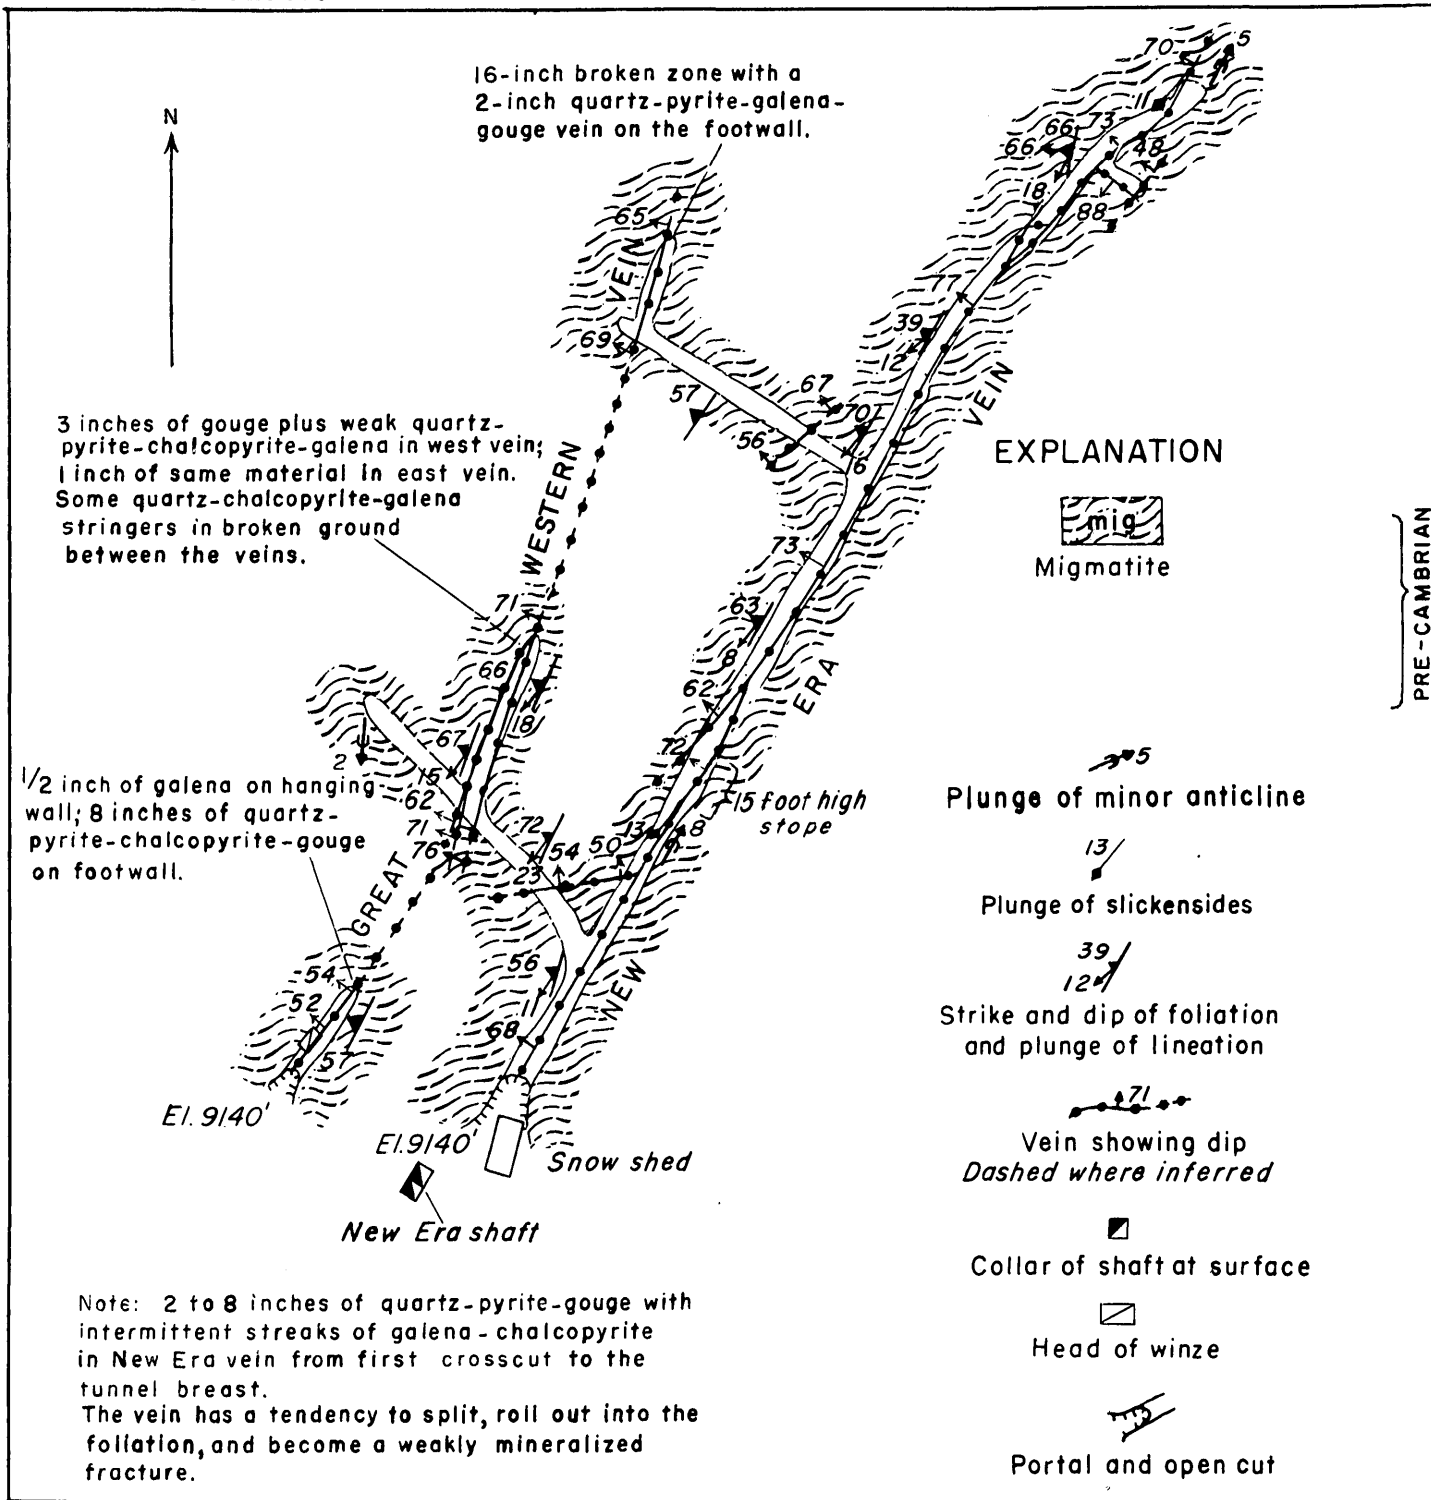 N
16-inch broken zone with a
2-inch quartz-pyrite-galena-
gouge vein on the footwall.
3 inches of gouge plus weak quartz-
pyrite-chalcopyrite-galena in west vein;
1 inch of same material in east vein.
Some quartz-chalcopyrite-galena
stringers in broken ground
between the veins.
1/2 inch of galena on hanging
wall; 8 inches of quartz-
pyrite-chalcopyrite-gouge
on footwall.
GREAT WESTERN VEIN
NEW ERA VEIN
70
5
11
73
66
66
48
18
88
77
65
39
12
69
57
67
70
56
6
73
71
63
66
8
18
62
67
2
15
72
62
15 foot high
stope
71
72
13
8
76
54
50
23
54
56
52
11
68
57
El. 9140'
El. 9140'
Snow shed
New Era shaft
Note: 2 to 8 inches of quartz-pyrite-gouge with
intermittent streaks of galena-chalcopyrite
in New Era vein from first crosscut to the
tunnel breast.
The vein has a tendency to split, roll out into the
foliation, and become a weakly mineralized
fracture.
EXPLANATION
mig
Migmatite
PRE-CAMBRIAN
5
Plunge of minor anticline
13
Plunge of slickensides
39
12
Strike and dip of foliation
and plunge of lineation
71
Vein showing dip
Dashed where inferred
Collar of shaft at surface
Head of winze
Portal and open cut